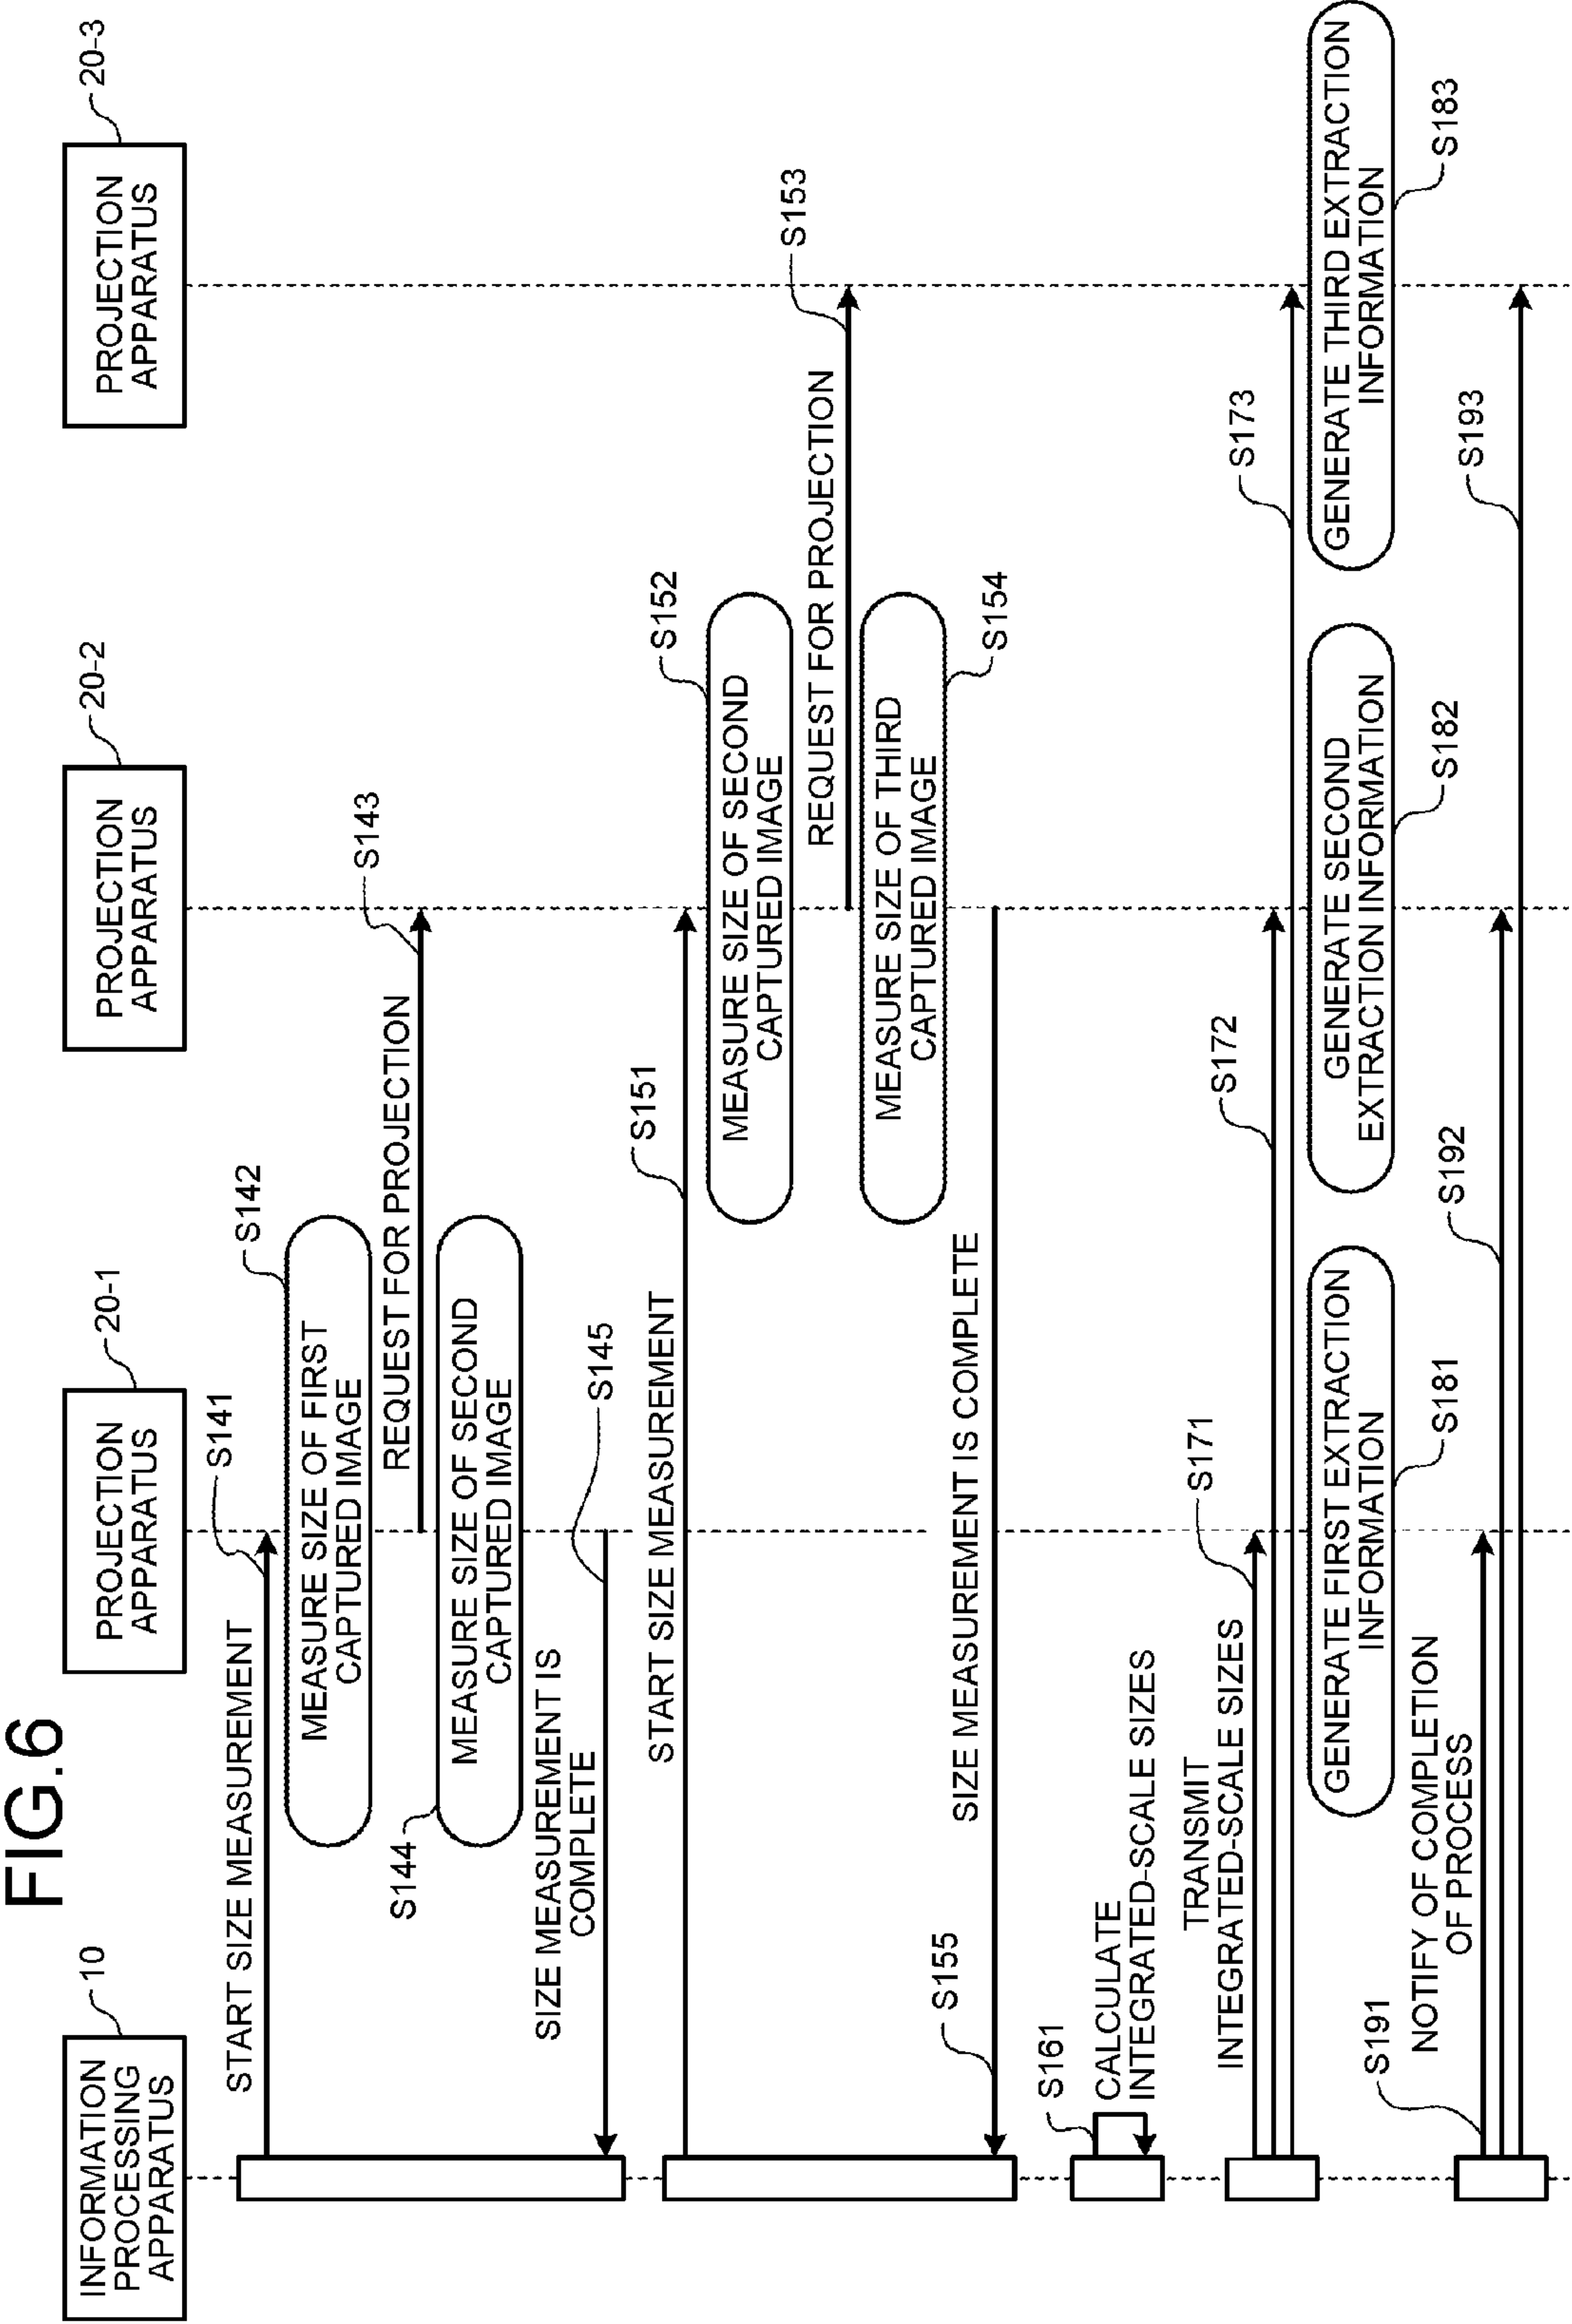 FIG.6
INFORMATION
PROCESSING
APPARATUS
10
PROJECTION
APPARATUS
20-1
PROJECTION
APPARATUS
20-2
PROJECTION
APPARATUS
20-3
START SIZE MEASUREMENT
S141
MEASURE SIZE OF FIRST
CAPTURED IMAGE
S142
REQUEST FOR PROJECTION
S143
S144
MEASURE SIZE OF SECOND
CAPTURED IMAGE
SIZE MEASUREMENT IS
COMPLETE
S145
START SIZE MEASUREMENT
S151
S152
MEASURE SIZE OF SECOND
CAPTURED IMAGE
REQUEST FOR PROJECTION
S153
MEASURE SIZE OF THIRD
CAPTURED IMAGE
S154
S155
SIZE MEASUREMENT IS COMPLETE
S161
CALCULATE
INTEGRATED-SCALE SIZES
TRANSMIT
INTEGRATED-SCALE SIZES
S171
S172
S173
GENERATE FIRST EXTRACTION
INFORMATION
S181
GENERATE SECOND
EXTRACTION INFORMATION
S182
GENERATE THIRD EXTRACTION
INFORMATION
S183
S191
NOTIFY OF COMPLETION
OF PROCESS
S192
S193